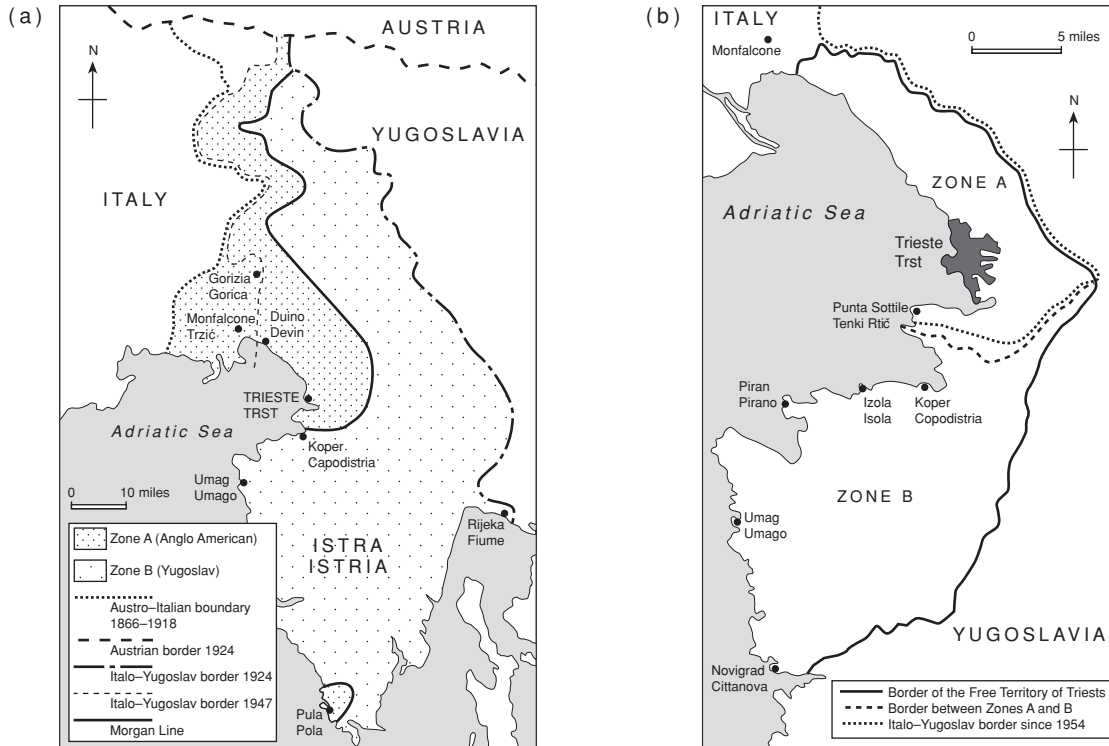 (a)
AUSTRIA
N
YUGOSLAVIA
ITALY
Gorizia
Gorica
Monfalcone
Trzić
Duino
Devin
TRIESTE
TRST
Adriatic Sea
Koper
Capodistria
Umag
Umago
0 10 miles
Rijeka
Fiume
ISTRA
ISTRIA
Pula
Pola
Zone A (Anglo American)
Zone B (Yugoslav)
Austro–Italian boundary
1866–1918
Austrian border 1924
Italo–Yugoslav border 1924
Italo–Yugoslav border 1947
Morgan Line
(b)
ITALY
Monfalcone
0 5 miles
N
ZONE A
Adriatic Sea
Trieste
Trst
Punta Sottile
Tenki Rtič
Piran
Pirano
Izola
Isola
Koper
Copodistria
ZONE B
Umag
Umago
YUGOSLAVIA
Novigrad
Cittanova
Border of the Free Territory of Triests
Border between Zones A and B
Italo–Yugoslav border since 1954